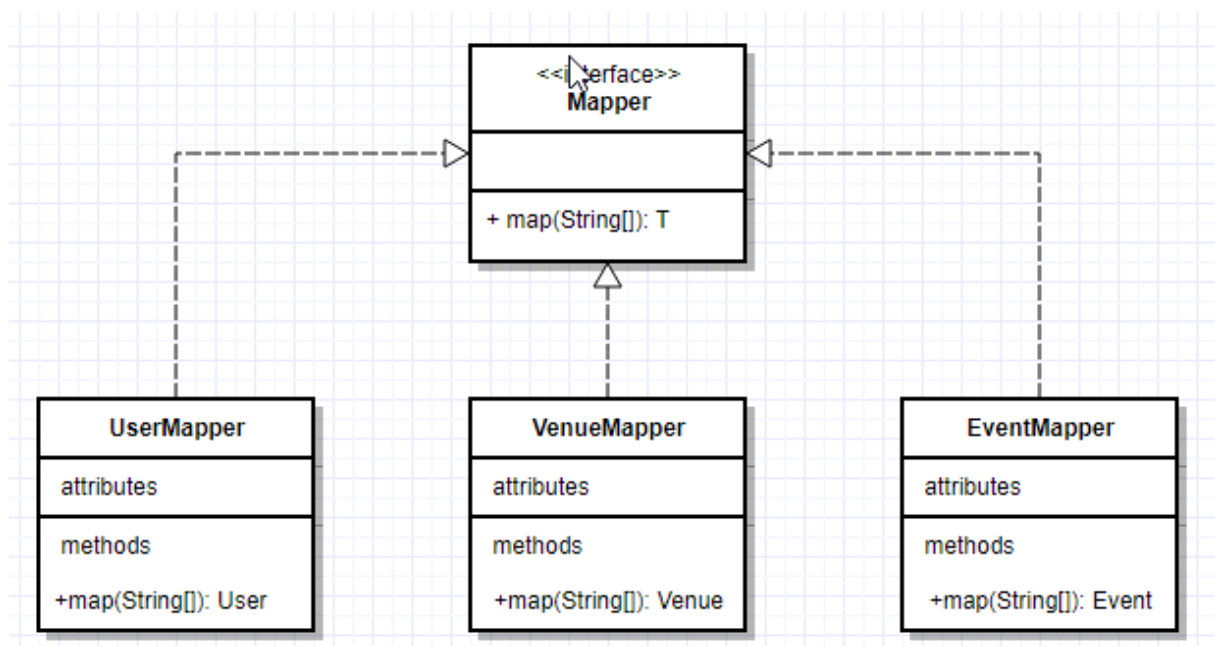 <<interface>>
Mapper
+ map(String[]): T
UserMapper
attributes
methods
+map(String[]): User
VenueMapper
attributes
methods
+map(String[]): Venue
EventMapper
attributes
methods
+map(String[]): Event